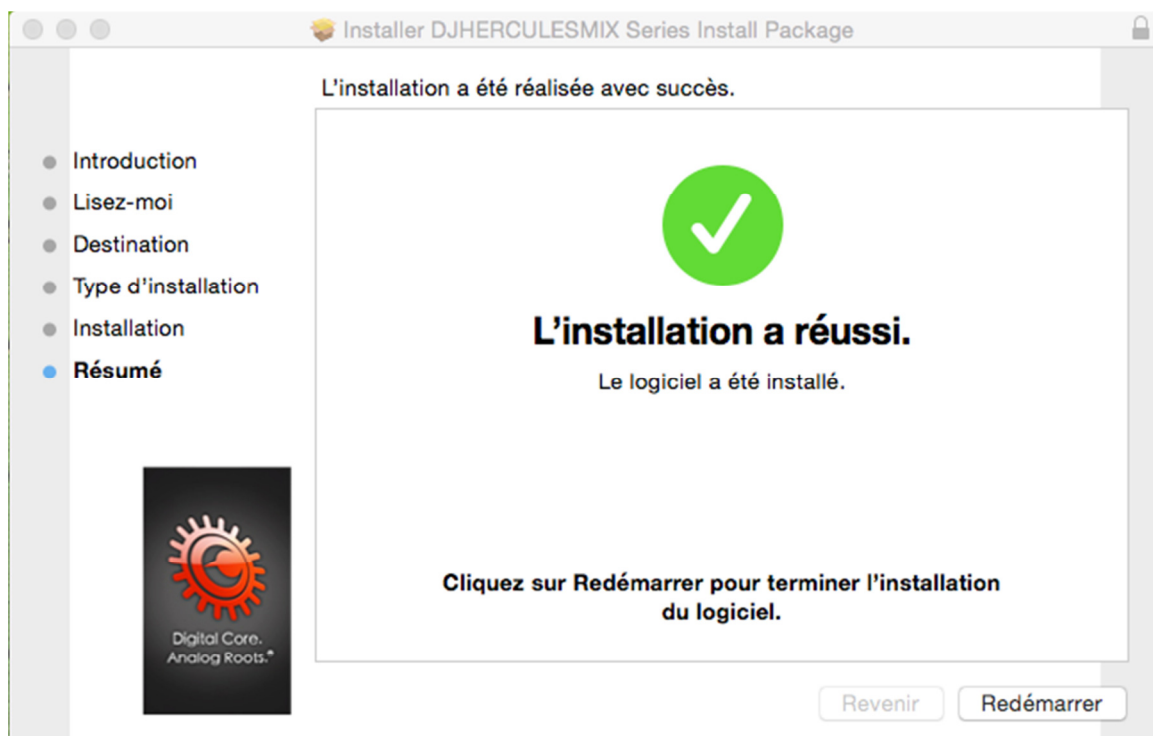 Installer DJHERCULESMIX Series Install Package
L'installation a été réalisée avec succès.
Introduction
Lisez-moi
Destination
Type d’installation
Installation
Résumé
L’installation a réussi.
Le logiciel a été installé.
Cliquez sur Redémarrer pour terminer l’installation
du logiciel.
Digital Core.
Analog Roots.
Revenir
Redémarrer